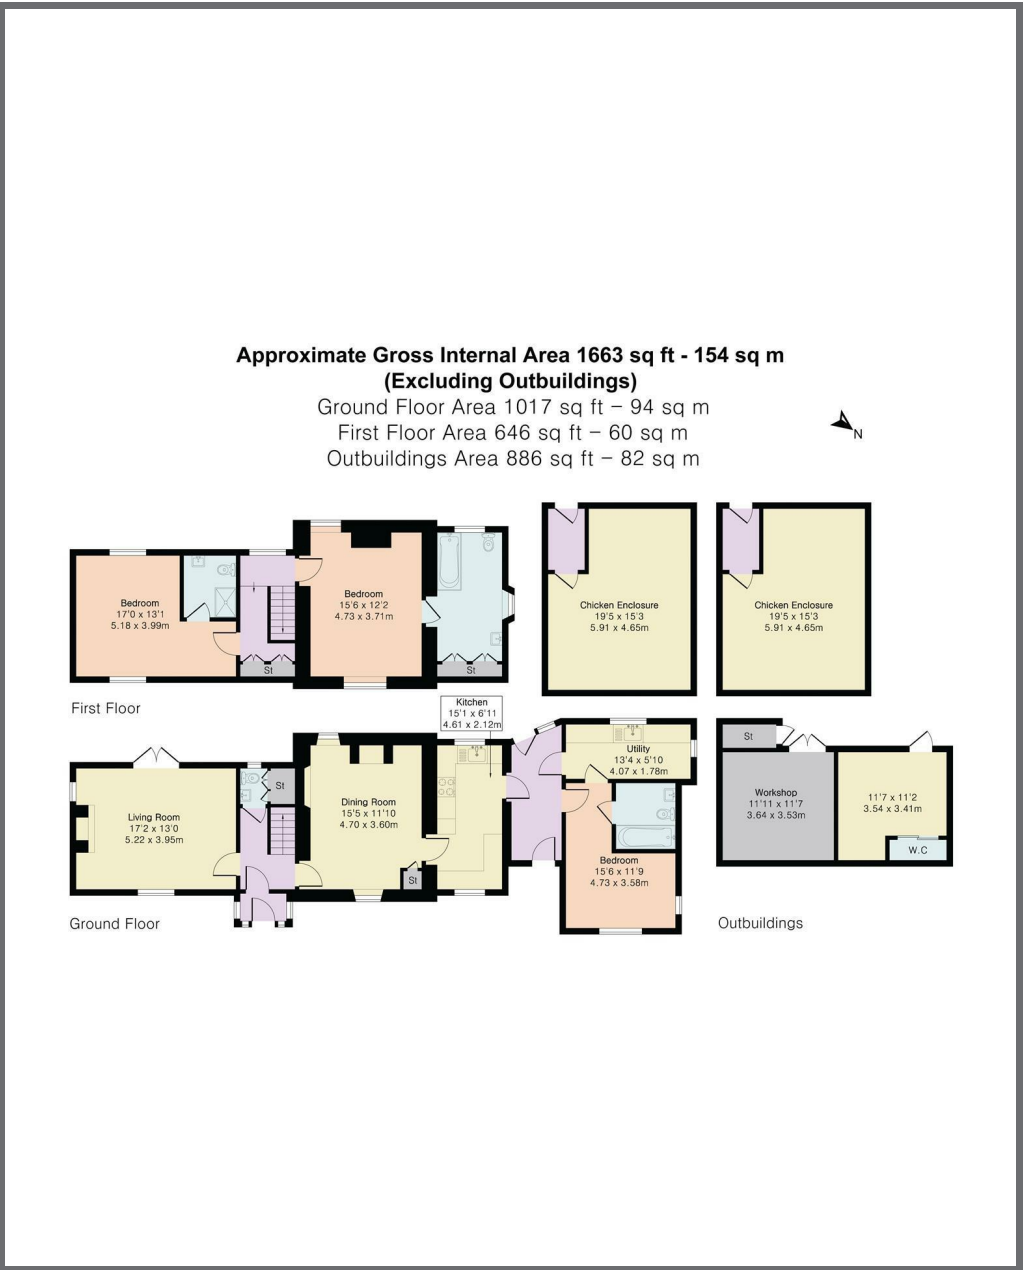 Approximate Gross Internal Area 1663 sq ft - 154 sq m
(Excluding Outbuildings)
Ground Floor Area 1017 sq ft – 94 sq m
First Floor Area 646 sq ft – 60 sq m
Outbuildings Area 886 sq ft – 82 sq m
N
Bedroom
17'0 x 13'1
5.18 x 3.99m
St
Bedroom
15'6 x 12'2
4.73 x 3.71m
St
First Floor
Chicken Enclosure
19'5 x 15'3
5.91 x 4.65m
Chicken Enclosure
19'5 x 15'3
5.91 x 4.65m
Kitchen
15'1 x 6'11
4.61 x 2.12m
Living Room
17'2 x 13'0
5.22 x 3.95m
St
Dining Room
15'5 x 11'10
4.70 x 3.60m
St
Utility
13'4 x 5'10
4.07 x 1.78m
Bedroom
15'6 x 11'9
4.73 x 3.58m
Ground Floor
St
Workshop
11'11 x 11'7
3.64 x 3.53m
11'7 x 11'2
3.54 x 3.41m
W.C
Outbuildings